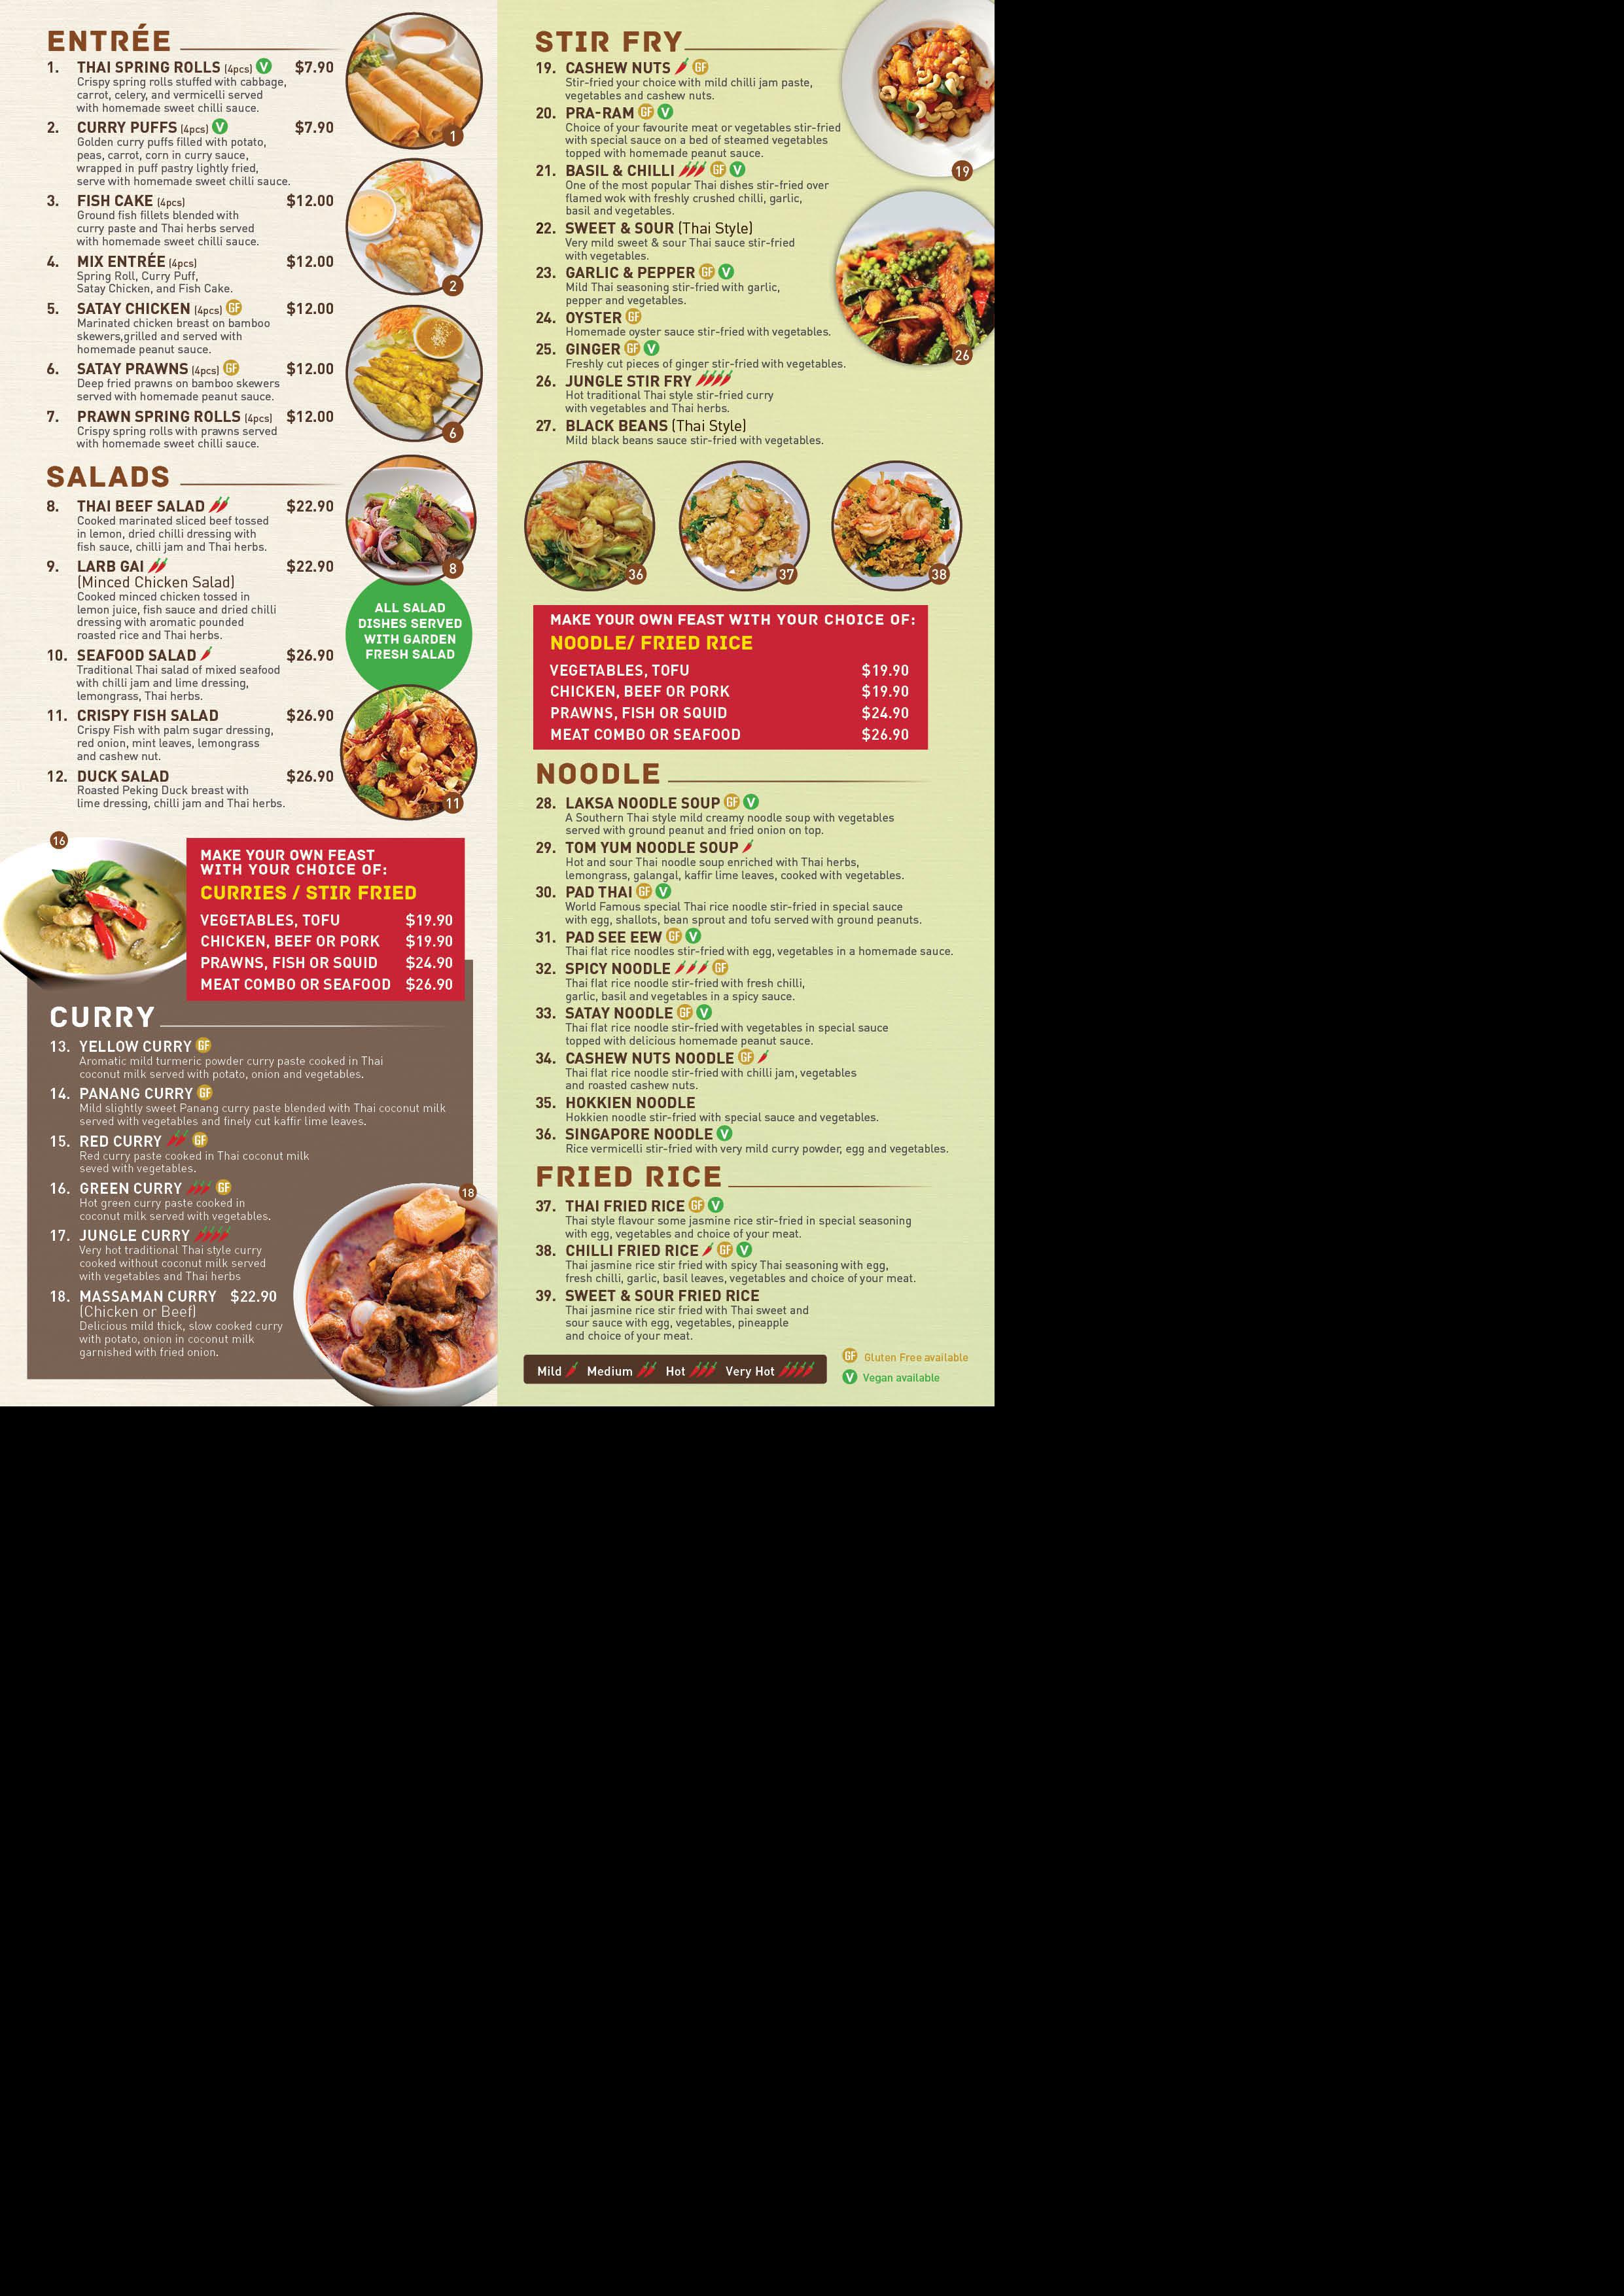 ENTRÉE
1. THAI SPRING ROLLS (4pcs) V $7.90
Crispy spring rolls stuffed with cabbage,
carrot, celery, and vermicelli served
with homemade sweet chilli sauce.
2. CURRY PUFFS (4pcs) V $7.90
Golden curry puffs filled with potato,
peas, carrot, corn in curry sauce,
wrapped in puff pastry lightly fried,
serve with homemade sweet chilli sauce.
3. FISH CAKE (4pcs) $12.00
Ground fish fillets blended with
curry paste and Thai herbs served
with homemade sweet chilli sauce.
4. MIX ENTRÉE (4pcs) $12.00
Spring Roll, Curry Puff,
Satay Chicken, and Fish Cake.
5. SATAY CHICKEN (4pcs) GF $12.00
Marinated chicken breast on bamboo
skewers,grilled and served with
homemade peanut sauce.
6. SATAY PRAWNS (4pcs) GF $12.00
Deep fried prawns on bamboo skewers
served with homemade peanut sauce.
7. PRAWN SPRING ROLLS (4pcs) $12.00
Crispy spring rolls with prawns served
with homemade sweet chilli sauce.
1
2
6
SALADS
8. THAI BEEF SALAD $22.90
Cooked marinated sliced beef tossed
in lemon, dried chilli dressing with
fish sauce, chilli jam and Thai herbs.
9. LARB GAI $22.90
(Minced Chicken Salad)
Cooked minced chicken tossed in
lemon juice, fish sauce and dried chilli
dressing with aromatic pounded
roasted rice and Thai herbs.
10. SEAFOOD SALAD $26.90
Traditional Thai salad of mixed seafood
with chilli jam and lime dressing,
lemongrass, Thai herbs.
11. CRISPY FISH SALAD $26.90
Crispy Fish with palm sugar dressing,
red onion, mint leaves, lemongrass
and cashew nut.
12. DUCK SALAD $26.90
Roasted Peking Duck breast with
lime dressing, chilli jam and Thai herbs.
8
ALL SALAD
DISHES SERVED
WITH GARDEN
FRESH SALAD
11
16
MAKE YOUR OWN FEAST
WITH YOUR CHOICE OF:
CURRIES / STIR FRIED
VEGETABLES, TOFU $19.90
CHICKEN, BEEF OR PORK $19.90
PRAWNS, FISH OR SQUID $24.90
MEAT COMBO OR SEAFOOD $26.90
CURRY
13. YELLOW CURRY GF
Aromatic mild turmeric powder curry paste cooked in Thai
coconut milk served with potato, onion and vegetables.
14. PANANG CURRY GF
Mild slightly sweet Panang curry paste blended with Thai coconut milk
served with vegetables and finely cut kaffir lime leaves.
15. RED CURRY GF
Red curry paste cooked in Thai coconut milk
seved with vegetables.
16. GREEN CURRY GF
Hot green curry paste cooked in
coconut milk served with vegetables.
17. JUNGLE CURRY
Very hot traditional Thai style curry
cooked without coconut milk served
with vegetables and Thai herbs
18. MASSAMAN CURRY $22.90
(Chicken or Beef)
Delicious mild thick, slow cooked curry
with potato, onion in coconut milk
garnished with fried onion.
18
STIR FRY
19. CASHEW NUTS GF
Stir-fried your choice with mild chilli jam paste,
vegetables and cashew nuts.
20. PRA-RAM GF V
Choice of your favourite meat or vegetables stir-fried
with special sauce on a bed of steamed vegetables
topped with homemade peanut sauce.
21. BASIL & CHILLI GF V
One of the most popular Thai dishes stir-fried over
flamed wok with freshly crushed chilli, garlic,
basil and vegetables.
22. SWEET & SOUR (Thai Style)
Very mild sweet & sour Thai sauce stir-fried
with vegetables.
23. GARLIC & PEPPER GF V
Mild Thai seasoning stir-fried with garlic,
pepper and vegetables.
24. OYSTER GF
Homemade oyster sauce stir-fried with vegetables.
25. GINGER GF V
Freshly cut pieces of ginger stir-fried with vegetables.
26. JUNGLE STIR FRY
Hot traditional Thai style stir-fried curry
with vegetables and Thai herbs.
27. BLACK BEANS (Thai Style)
Mild black beans sauce stir-fried with vegetables.
19
26
36
37
38
MAKE YOUR OWN FEAST WITH YOUR CHOICE OF:
NOODLE/ FRIED RICE
VEGETABLES, TOFU $19.90
CHICKEN, BEEF OR PORK $19.90
PRAWNS, FISH OR SQUID $24.90
MEAT COMBO OR SEAFOOD $26.90
NOODLE
28. LAKSA NOODLE SOUP GF V
A Southern Thai style mild creamy noodle soup with vegetables
served with ground peanut and fried onion on top.
29. TOM YUM NOODLE SOUP
Hot and sour Thai noodle soup enriched with Thai herbs,
lemongrass, galangal, kaffir lime leaves, cooked with vegetables.
30. PAD THAI GF V
World Famous special Thai rice noodle stir-fried in special sauce
with egg, shallots, bean sprout and tofu served with ground peanuts.
31. PAD SEE EEW GF V
Thai flat rice noodles stir-fried with egg, vegetables in a homemade sauce.
32. SPICY NOODLE GF
Thai flat rice noodle stir-fried with fresh chilli,
garlic, basil and vegetables in a spicy sauce.
33. SATAY NOODLE GF V
Thai flat rice noodle stir-fried with vegetables in special sauce
topped with delicious homemade peanut sauce.
34. CASHEW NUTS NOODLE GF
Thai flat rice noodle stir-fried with chilli jam, vegetables
and roasted cashew nuts.
35. HOKKIEN NOODLE
Hokkien noodle stir-fried with special sauce and vegetables.
36. SINGAPORE NOODLE V
Rice vermicelli stir-fried with very mild curry powder, egg and vegetables.
FRIED RICE
37. THAI FRIED RICE GF V
Thai style flavour some jasmine rice stir-fried in special seasoning
with egg, vegetables and choice of your meat.
38. CHILLI FRIED RICE GF V
Thai jasmine rice stir fried with spicy Thai seasoning with egg,
fresh chilli, garlic, basil leaves, vegetables and choice of your meat.
39. SWEET & SOUR FRIED RICE
Thai jasmine rice stir fried with Thai sweet and
sour sauce with egg, vegetables, pineapple
and choice of your meat.
Mild Medium Hot Very Hot
GF Gluten Free available
V Vegan available